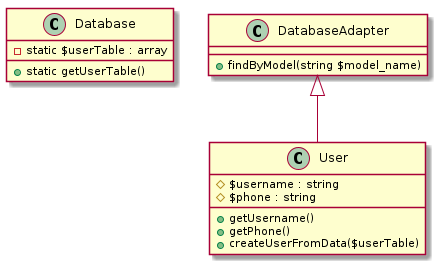 C Database
static $userTable : array
static getUserTable()
C DatabaseAdapter
findByModel(string $model_name)
C User
$username : string
$phone : string
getUsername()
getPhone()
createUserFromData($userTable)